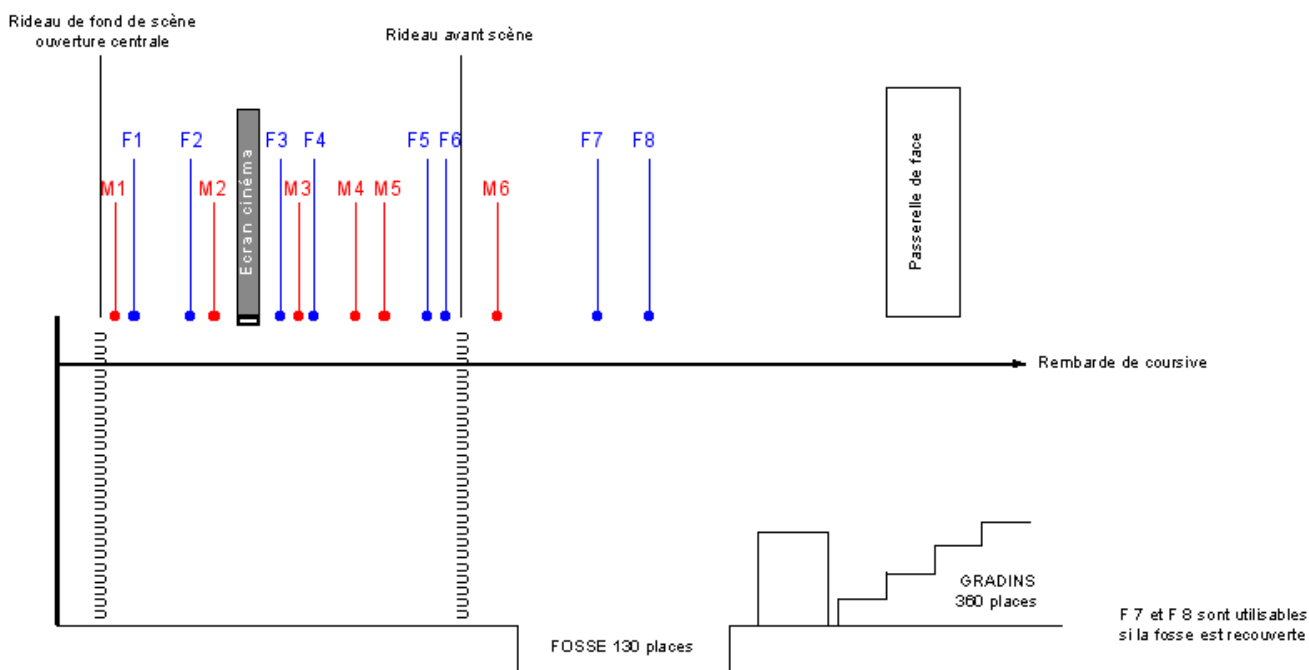 Rideau de fond de scène
ouverture centrale
Rideau avant scène
F1
F2
F3
F4
F5
F6
F7
F8
M1
M2
M3
M4
M5
M6
Ecran cinéma
Passerelle de face
Rembarde de coursive
GRADINS
360 places
FOSSE 130 places
F 7 et F 8 sont utilisables
si la fosse est recouverte